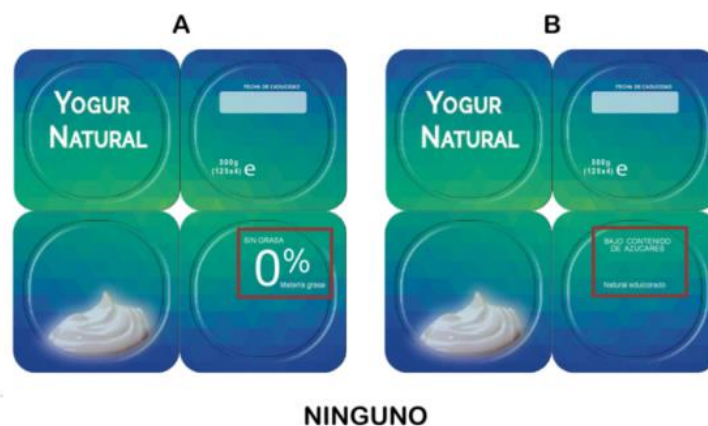 A
B
YOGUR
NATURAL
FECHA DE CADUCIDAD
500g
(125x4) e
SIN GRASA
0%
Materia grasa
YOGUR
NATURAL
FECHA DE CADUCIDAD
500g
(125x4) e
BAJO CONTENIDO
DE AZUCARES
Natural edulcorado
NINGUNO